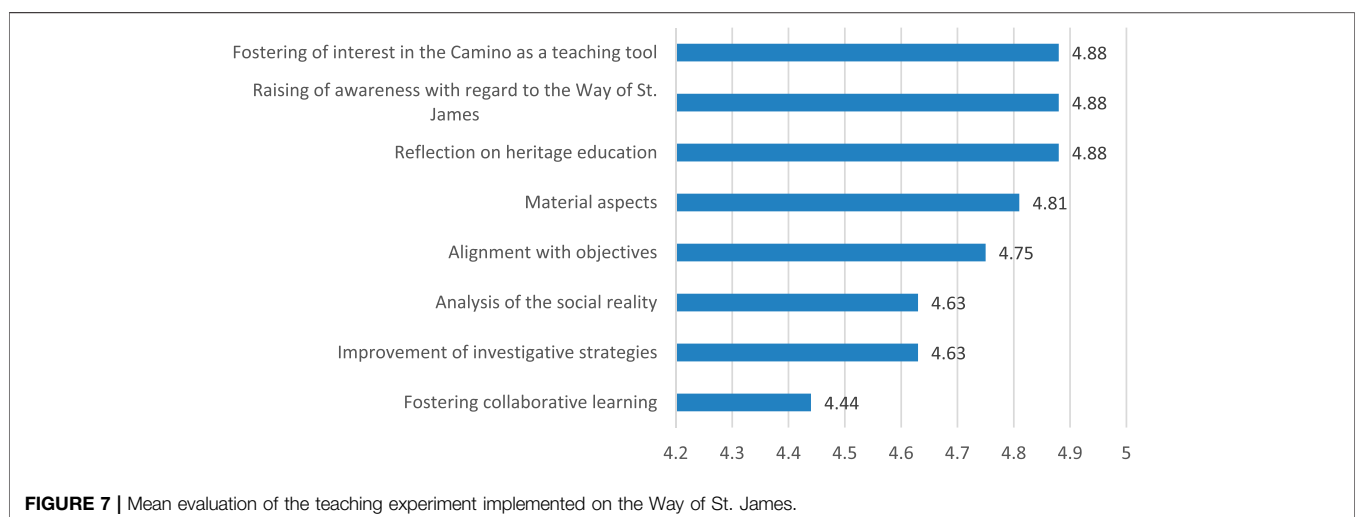 Fostering of interest in the Camino as a teaching tool
4.88
Raising of awareness with regard to the Way of St.
James
4.88
Reflection on heritage education
4.88
Material aspects
4.81
Alignment with objectives
4.75
Analysis of the social reality
4.63
Improvement of investigative strategies
4.63
Fostering collaborative learning
4.44
4.2 4.3 4.4 4.5 4.6 4.7 4.8 4.9 5
FIGURE 7 | Mean evaluation of the teaching experiment implemented on the Way of St. James.